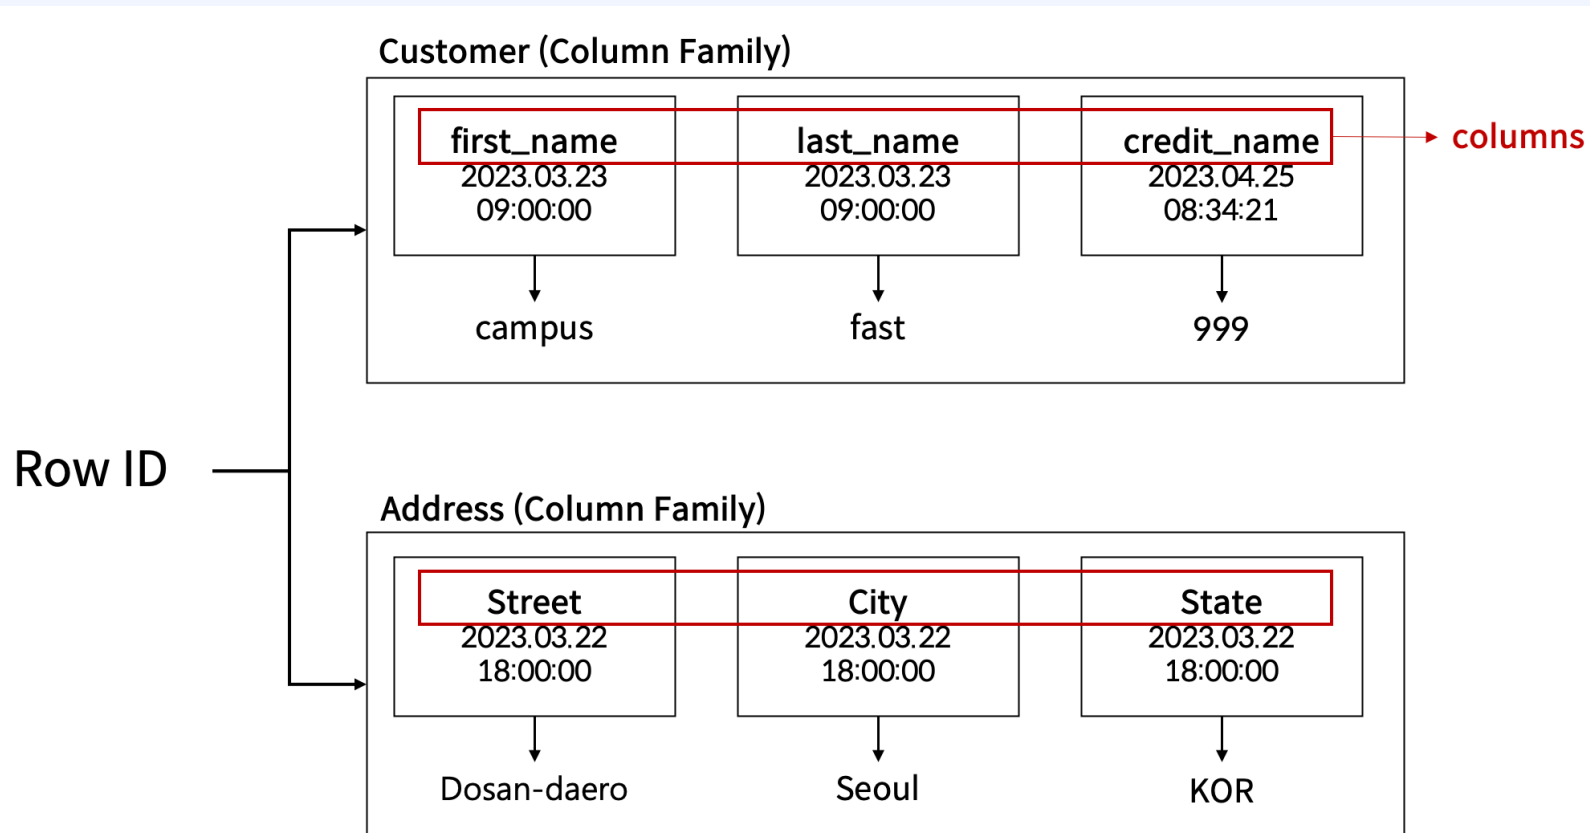 Customer (Column Family)
first_name last_name credit_name columns
2023.03.23 2023.03.23 2023.04.25
09:00:00 09:00:00 08:34:21
campus fast 999
Row ID
Address (Column Family)
Street City State
2023.03.22 2023.03.22 2023.03.22
18:00:00 18:00:00 18:00:00
Dosan-daero Seoul KOR